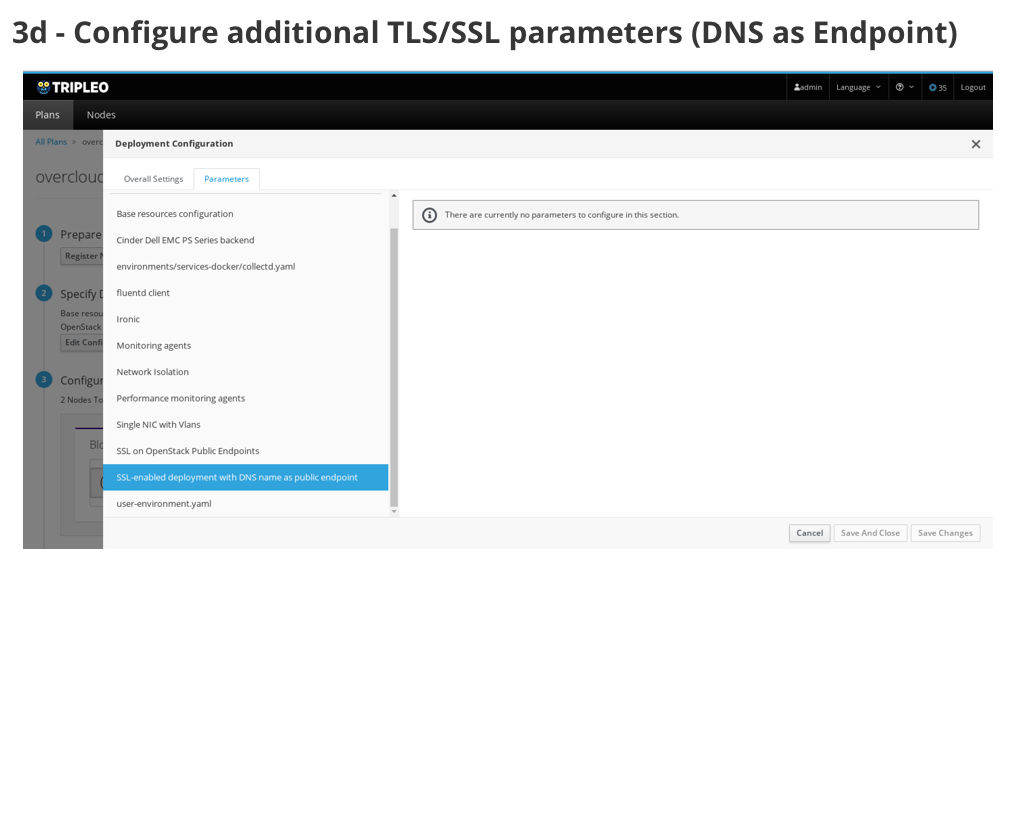 3d - Configure additional TLS/SSL parameters (DNS as Endpoint)
TRIPLEO
admin Language 35 Logout
Plans Nodes
All Plans > overc
Deployment Configuration
overcloud
Overall Settings Parameters
There are currently no parameters to configure in this section.
Base resources configuration
Cinder Dell EMC PS Series backend
environments/services-docker/collectd.yaml
fluentd client
Ironic
Monitoring agents
Network Isolation
Performance monitoring agents
Single NIC with Vlans
SSL on OpenStack Public Endpoints
SSL-enabled deployment with DNS name as public endpoint
user-environment.yaml
1 Prepare
Register
2 Specify D
Base resou
OpenStack
Edit Confi
3 Configur
2 Nodes To
Blo
Cancel Save And Close Save Changes